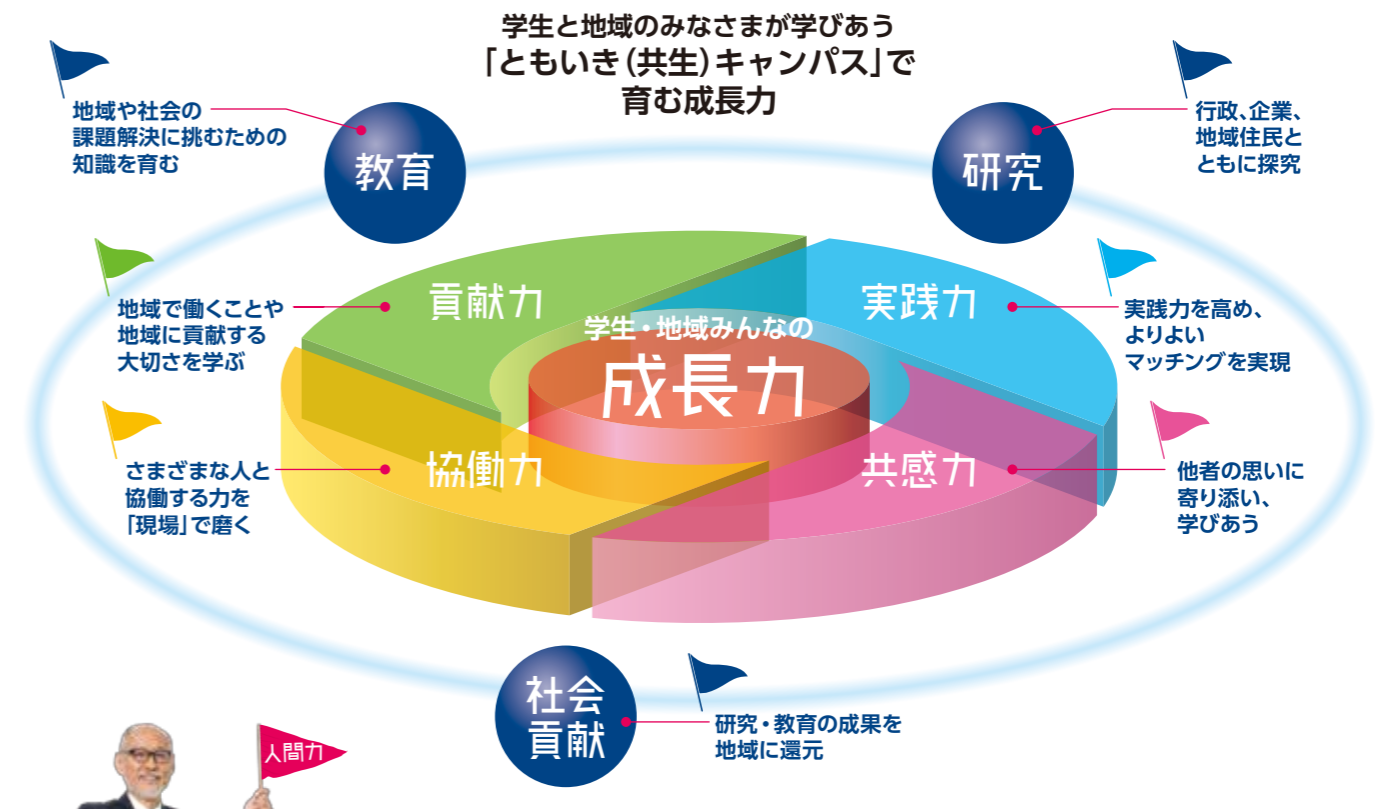 学生と地域のみなさまが学びあう
「ともいき（共生）キャンパス」で
育む成長力
地域や社会の
課題解決に挑むための
知識を育む
教育
研究
行政、企業、
地域住民と
ともに探究
地域で働くことや
地域に貢献する
大切さを学ぶ
貢献力
実践力
実践力を高め、
よりよい
マッチングを実現
学生・地域みんなの
成長力
さまざまな人と
協働する力を
「現場」で磨く
協働力
共感力
他者の思いに
寄り添い、
学びあう
社会
貢献
研究・教育の成果を
地域に還元
人間力